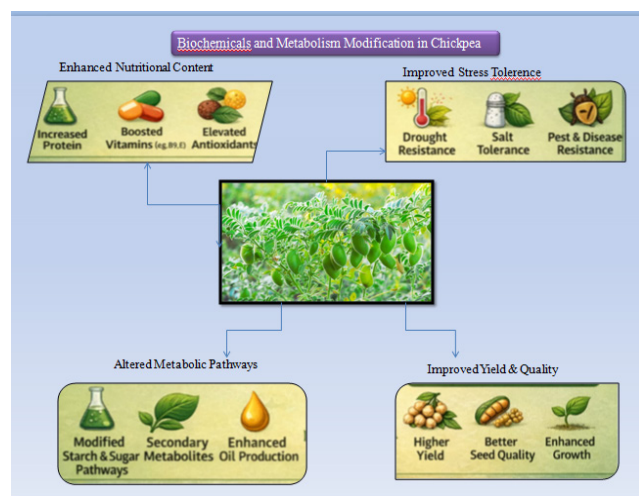 Biochemicals and Metabolism Modification in Chickpea
Enhanced Nutritional Content
Increased
Protein
Boosted
Vitamins (eg.B9,E)
Elevated
Antioxidants
Improved Stress Tolerence
Drought
Resistance
Salt
Tolerance
Pest & Disease
Resistance
Altered Metabolic Pathways
Modified
Starch & Sugar
Pathways
Secondary
Metabolites
Enhanced
Oil Production
Improved Yield & Quality
Higher
Yield
Better
Seed Quality
Enhanced
Growth